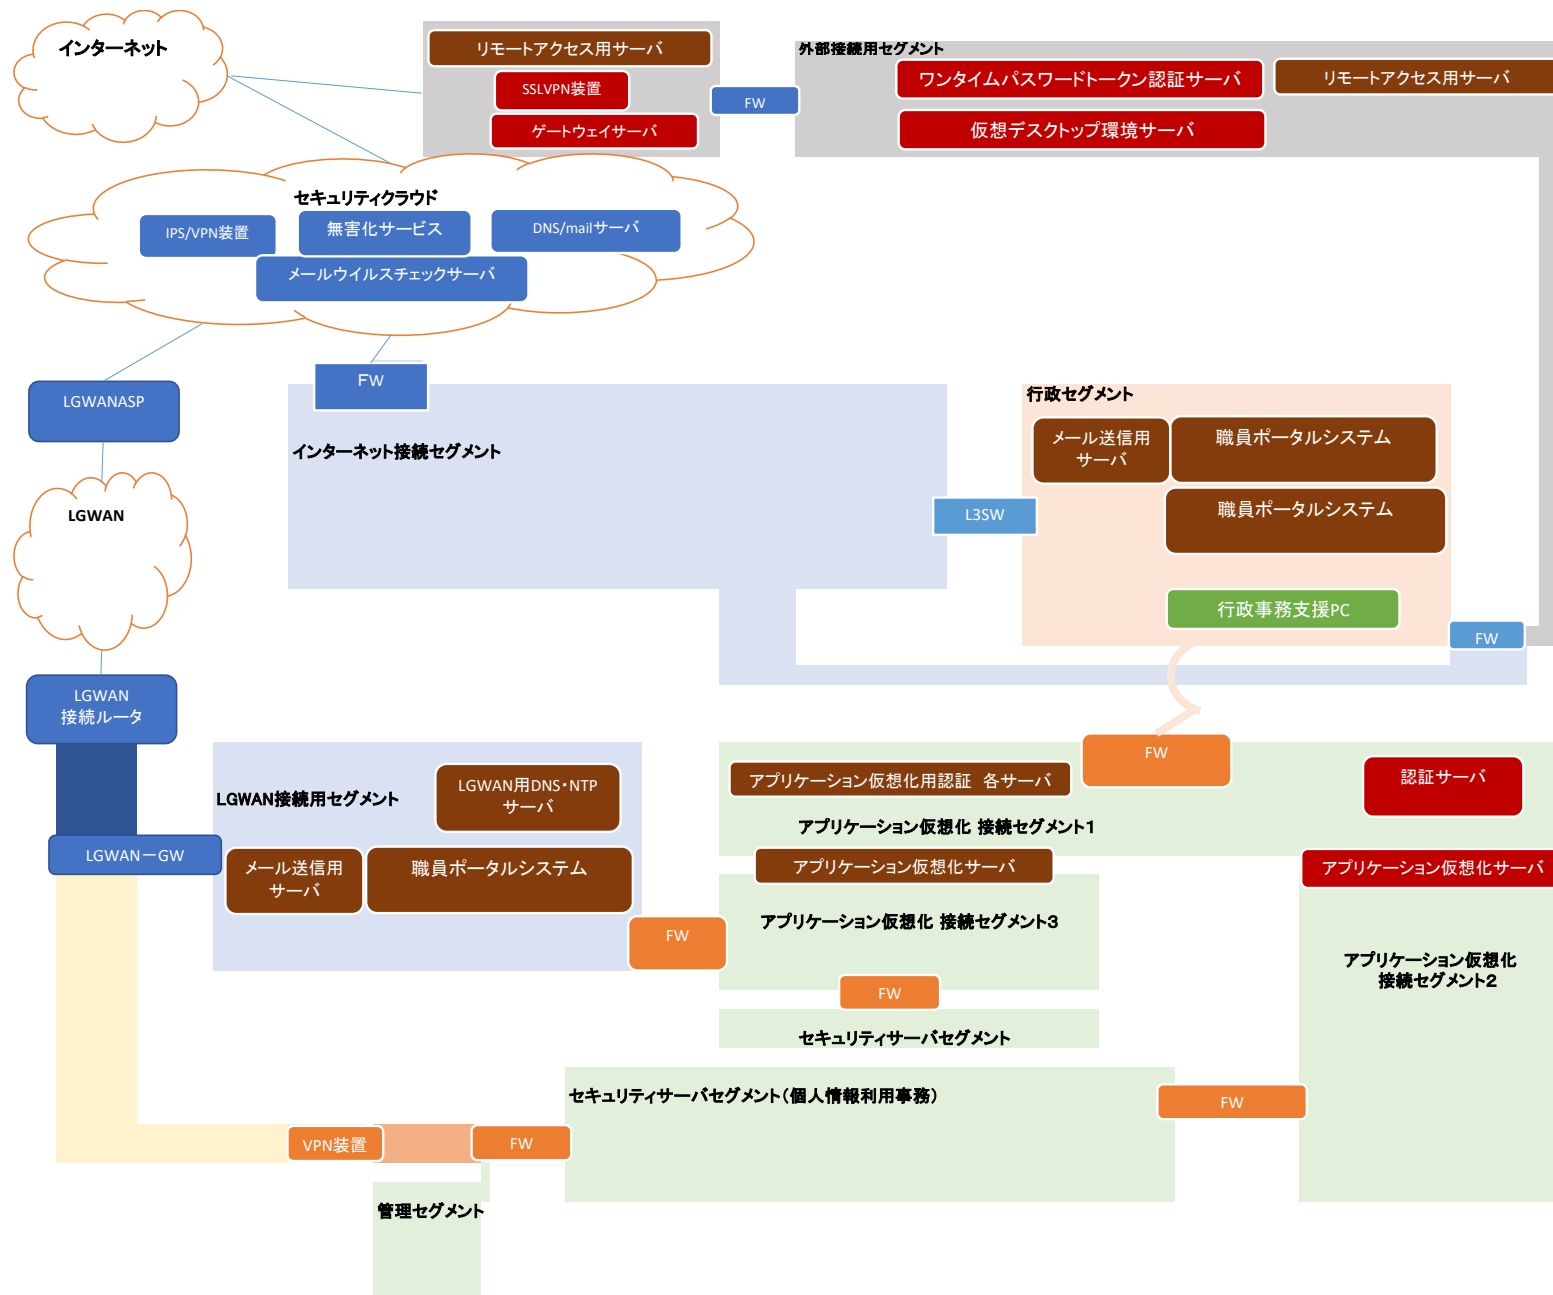 インターネット
リモートアクセス用サーバ
SSLVPN装置
ゲートウェイサーバ
FW
外部接続用セグメント
ワンタイムパスワードトークン認証サーバ
リモートアクセス用サーバ
仮想デスクトップ環境サーバ
セキュリティクラウド
IPS/VPN装置
無害化サービス
DNS/mailサーバ
メールウイルスチェックサーバ
LGWANASP
ＦW
インターネット接続セグメント
L3SW
行政セグメント
メール送信用
サーバ
職員ポータルシステム
職員ポータルシステム
行政事務支援PC
FW
LGWAN
LGWAN
接続ルータ
LGWANーGW
LGWAN接続用セグメント
LGWAN用DNS・NTP
サーバ
メール送信用
サーバ
職員ポータルシステム
FW
FW
アプリケーション仮想化用認証 各サーバ
認証サーバ
アプリケーション仮想化 接続セグメント１
アプリケーション仮想化サーバ
アプリケーション仮想化サーバ
アプリケーション仮想化 接続セグメント３
アプリケーション仮想化
接続セグメント２
FW
セキュリティサーバセグメント
セキュリティサーバセグメント（個人情報利用事務）
FW
VPN装置
FW
管理セグメント